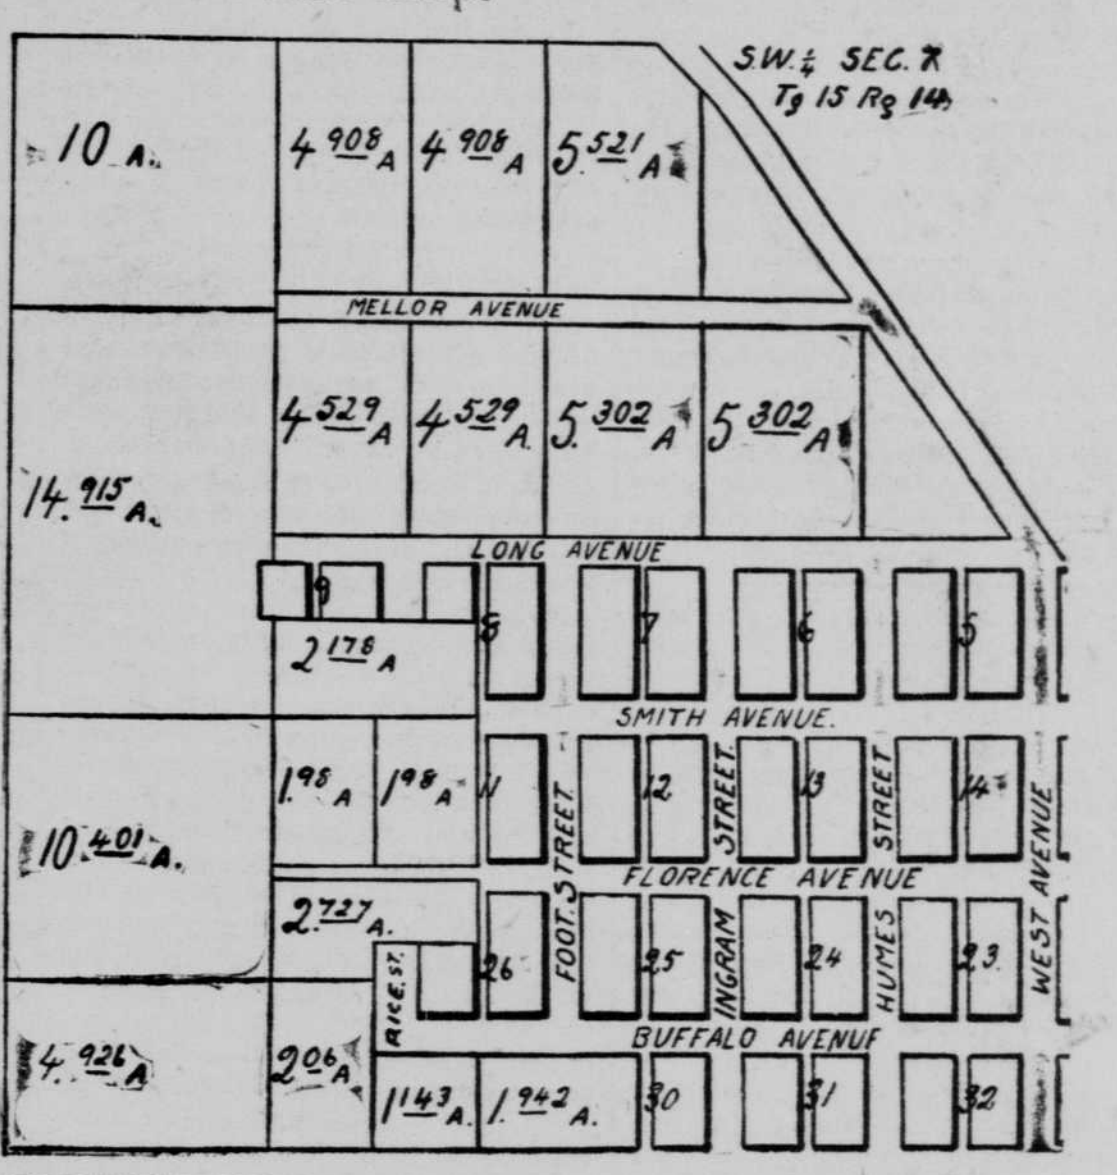 S.W. ¼ SEC. 7
Tg 15 Rg 14
10 A.
4 908 A
4 908 A
5. 521 A
MELLOR AVENUE
4 529 A
4 529 A.
5. 302 A
5 302 A
14. 915 A.
LONG AVENUE
9
8
7
6
5
2 178 A
SMITH AVENUE.
1. 98 A
1 98 A
11
12
13
14
FOOT. STREET
INGRAM STREET.
HUMES STREET
WEST AVENUE
10 401 A.
FLORENCE AVENUE
2. 727 A.
RICE. ST.
26
25
24
23
BUFFALO AVENUE
4. 926 A
2 06 A
1 143 A.
1. 942 A.
30
31
32